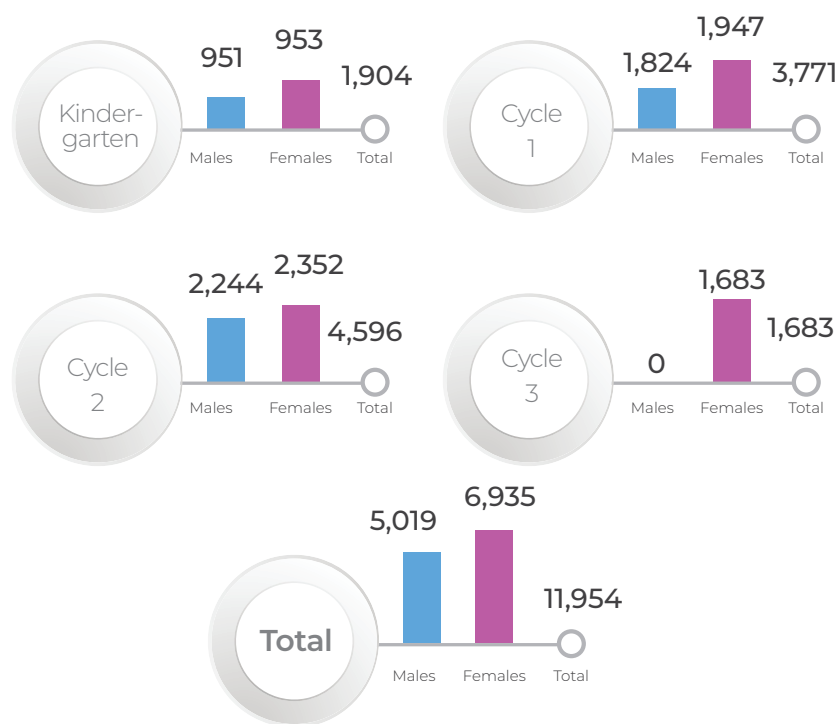 Kinder-
garten
951
953
1,904
Males
Females
Total
Cycle
1
1,824
1,947
3,771
Males
Females
Total
Cycle
2
2,244
2,352
4,596
Males
Females
Total
Cycle
3
0
1,683
1,683
Males
Females
Total
Total
5,019
6,935
11,954
Males
Females
Total